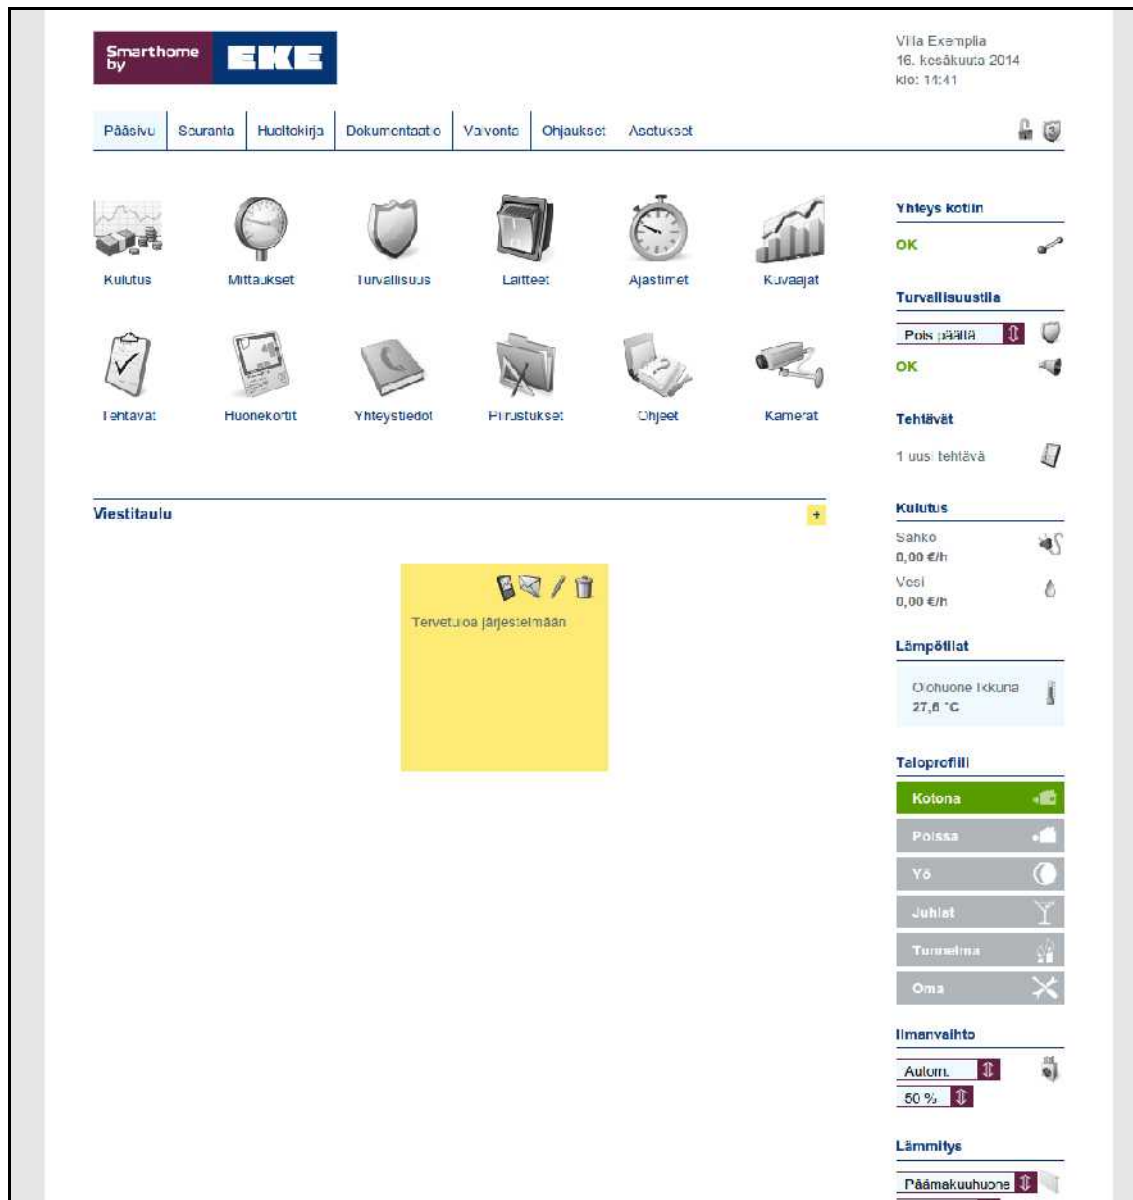 Smarthome
by
EKE
Villa Exemplia
16. kesäkuuta 2014
klo: 14:41
Pääsivu
Seuranta
Huoltokirja
Dokumentaatio
Valvonta
Ohjaukset
Asetukset
3
Kulutus
Mittaukset
Turvallisuus
Laitteet
Ajastimet
Kuvaajat
Tehtävät
Huonekortit
Yhteystiedot
Piirustukset
Ohjeet
Kamerat
Viestitaulu
+
Tervetuloa järjestelmään
Yhteys kotiin
OK
Turvallisuustila
Pois päältä
OK
Tehtävät
1 uusi tehtävä
Kulutus
Sähkö
0,00 €/h
Vesi
0,00 €/h
Lämpötilat
Olohuone Ikkuna
27,6 °C
Taloprofiili
Kotona
Poissa
Yö
Juhlat
Tunnelma
Oma
Ilmanvaihto
Autom.
50 %
Lämmitys
Päämakuuhuone